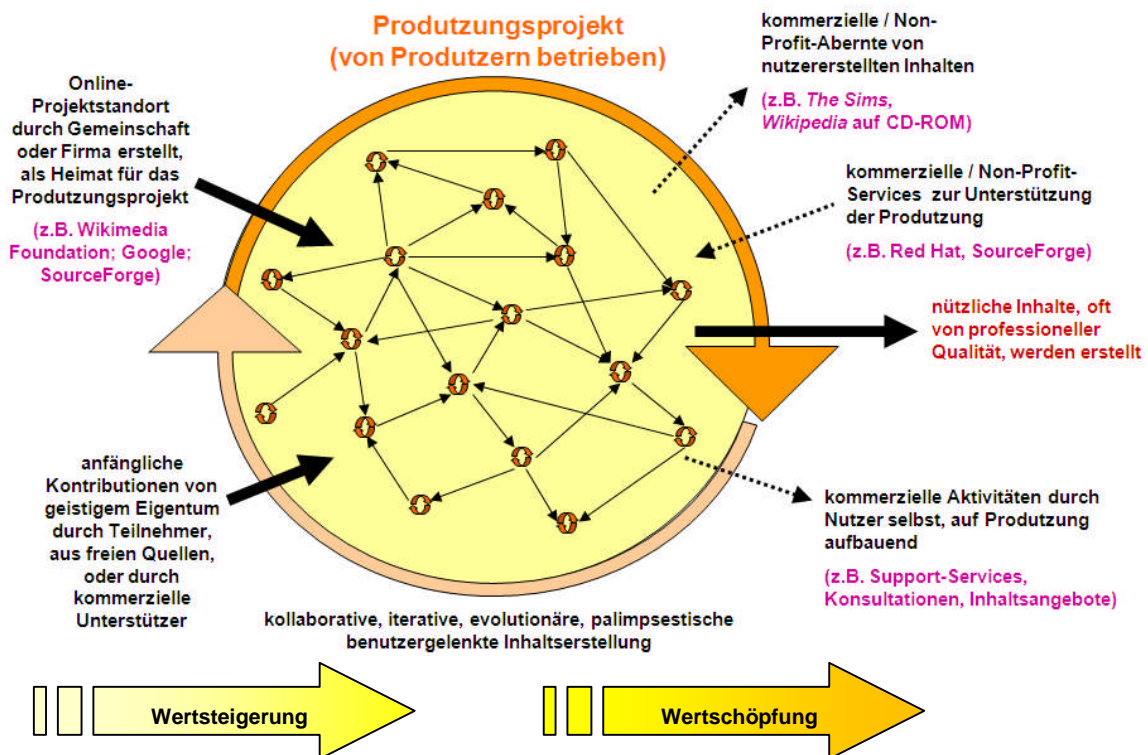 Produtzungsprojekt
(von Produtzern betrieben)
Online-
Projektstandort
durch Gemeinschaft
oder Firma erstellt,
als Heimat für das
Produtzungsprojekt
(z.B. Wikimedia
Foundation; Google;
SourceForge)
anfängliche
Kontributionen von
geistigem Eigentum
durch Teilnehmer,
aus freien Quellen,
oder durch
kommerzielle
Unterstützer
kommerzielle / Non-
Profit-Abernte von
nutzererstellten Inhalten
(z.B. The Sims,
Wikipedia auf CD-ROM)
kommerzielle / Non-Profit-
Services zur Unterstützung
der Produtzung
(z.B. Red Hat, SourceForge)
nützliche Inhalte, oft
von professioneller
Qualität, werden erstellt
kommerzielle Aktivitäten durch
Nutzer selbst, auf Produtzung
aufbauend
(z.B. Support-Services,
Konsultationen, Inhaltsangebote)
kollaborative, iterative, evolutionäre, palimpsestische
benutzergelenkte Inhaltserstellung
Wertsteigerung
Wertschöpfung